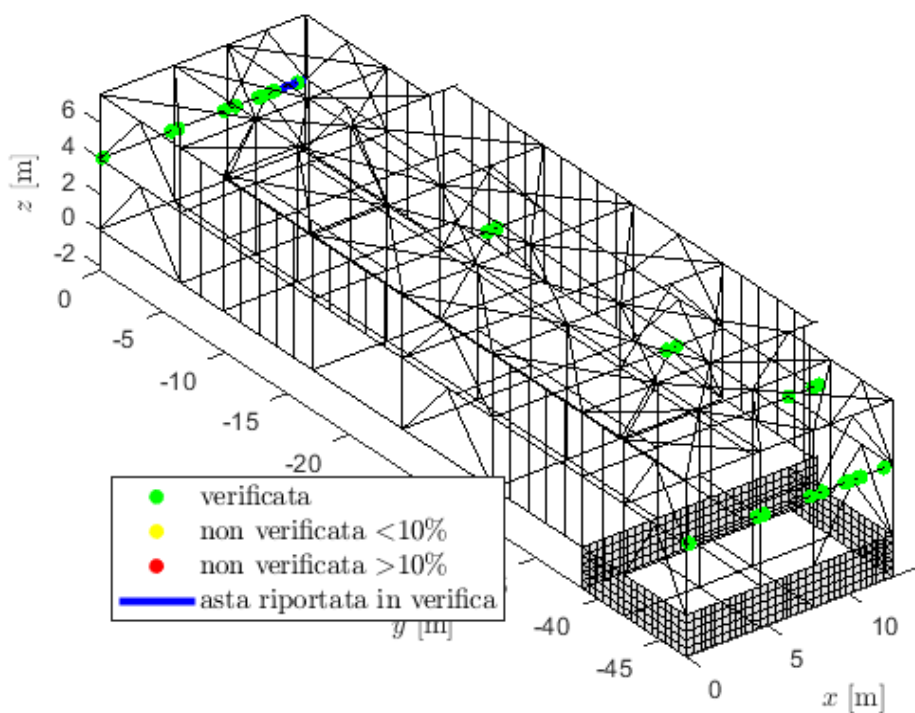 6
4
2
0
-2
z [m]
0
-5
-10
-15
-20
-40
-45
y [m]
0
5
10
x [m]
verificata
non verificata <10%
non verificata >10%
asta riportata in verifica